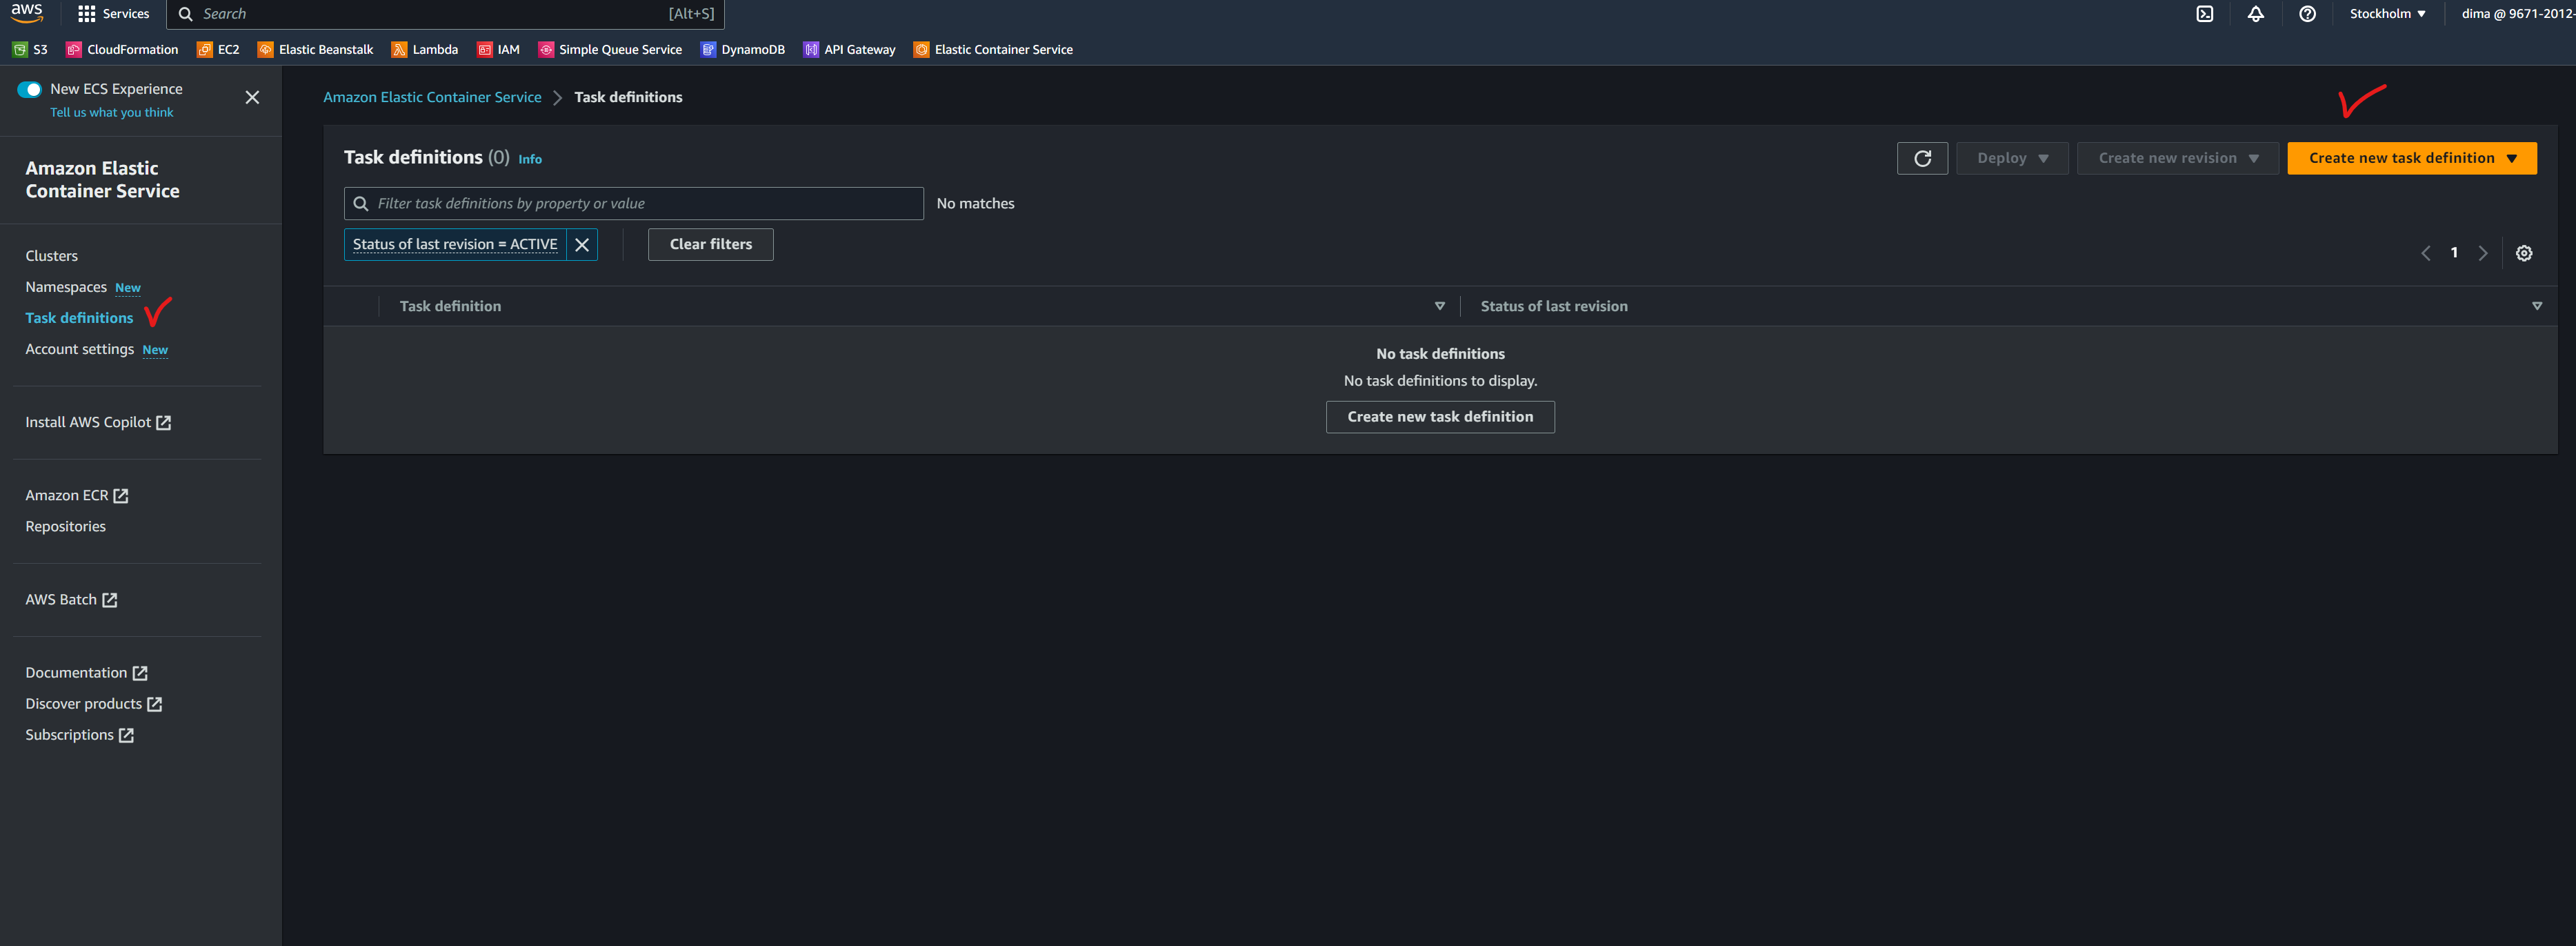 aws Services Search [Alt+S] Stockholm dima @ 9671-2012-
S3 CloudFormation EC2 Elastic Beanstalk Lambda IAM Simple Queue Service DynamoDB API Gateway Elastic Container Service
New ECS Experience
Tell us what you think
Amazon Elastic
Container Service
Clusters
Namespaces New
Task definitions
Account settings New
Install AWS Copilot
Amazon ECR
Repositories
AWS Batch
Documentation
Discover products
Subscriptions
Amazon Elastic Container Service Task definitions
Task definitions (0) Info Deploy Create new revision Create new task definition
Filter task definitions by property or value No matches
Status of last revision = ACTIVE Clear filters
1
Task definition Status of last revision
No task definitions
No task definitions to display.
Create new task definition